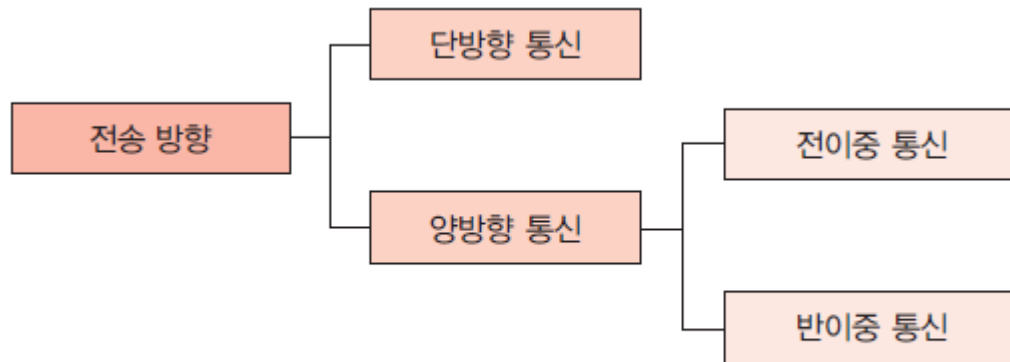 전송 방향
단방향 통신
양방향 통신
전이중 통신
반이중 통신